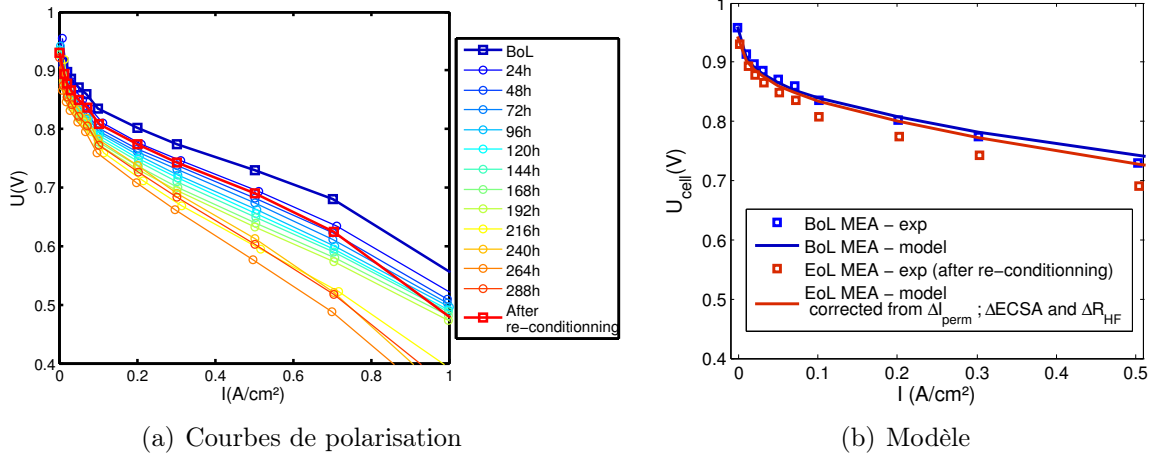 1
0.9
0.8
0.7
0.6
0.5
0.4
U(V)
0
0.2
0.4
0.6
0.8
1
I(A/cm²)
BoL
24h
48h
72h
96h
120h
144h
168h
192h
216h
240h
264h
288h
After
re-conditionning
(a) Courbes de polarisation
1
0.9
0.8
0.7
0.6
0.5
0.4
U_cell(V)
0
0.1
0.2
0.3
0.4
0.5
I (A/cm²)
BoL MEA - exp
BoL MEA - model
EoL MEA - exp (after re-conditionning)
EoL MEA - model
corrected from ΔI_perm ; ΔECSA and ΔR_HF
(b) Modèle